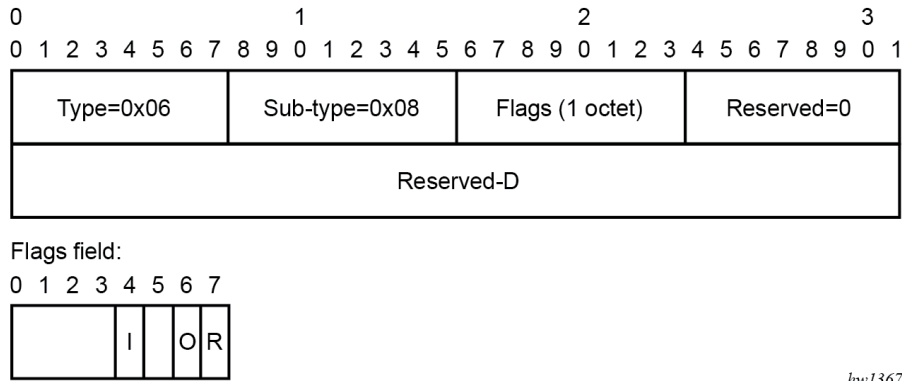 0 1 2 3
0 1 2 3 4 5 6 7 8 9 0 1 2 3 4 5 6 7 8 9 0 1 2 3 4 5 6 7 8 9 0 1
Type=0x06 Sub-type=0x08 Flags (1 octet) Reserved=0
Reserved-D
Flags field:
0 1 2 3 4 5 6 7
I O R
hw1367